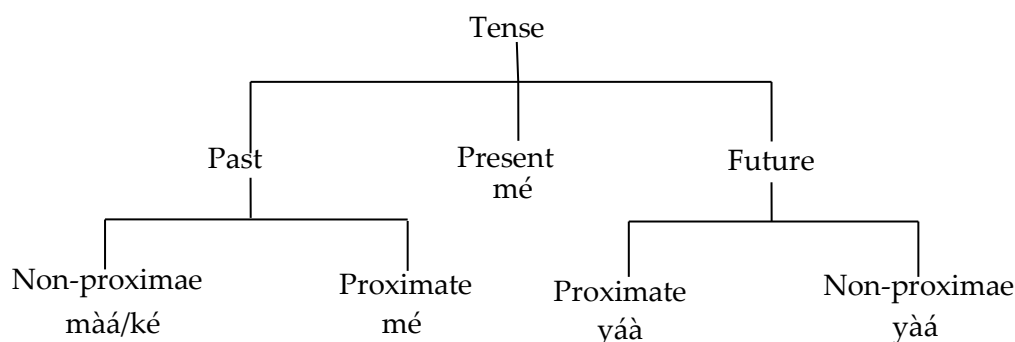 Tense
Past
Present
mé
Future
Non-proximae
màá/ké
Proximate
mé
Proximate
yáà
Non-proximae
yàá